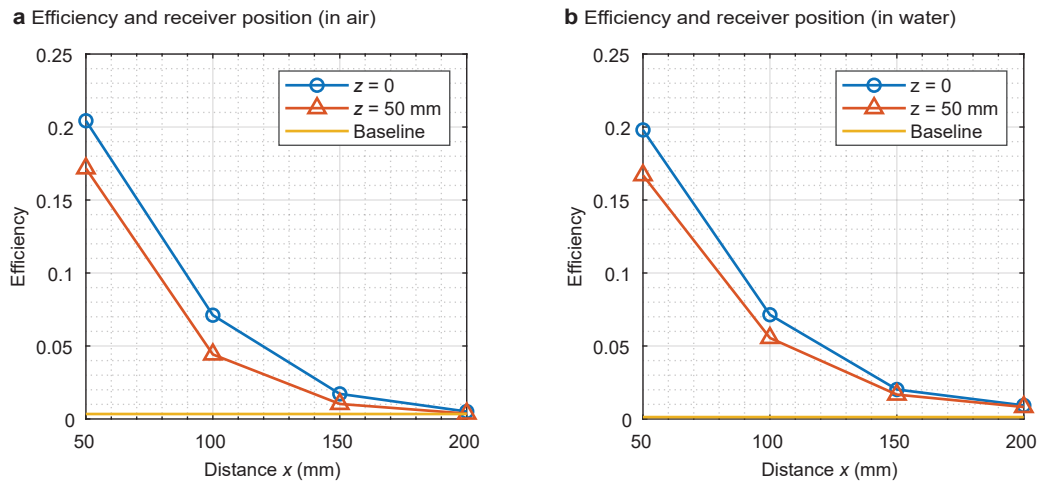 a Efficiency and receiver position (in air)
0.25
0.2
0.15
0.1
0.05
0
Efficiency
z = 0
z = 50 mm
Baseline
50
100
150
200
Distance x (mm)
b Efficiency and receiver position (in water)
0.25
0.2
0.15
0.1
0.05
0
Efficiency
z = 0
z = 50 mm
Baseline
50
100
150
200
Distance x (mm)